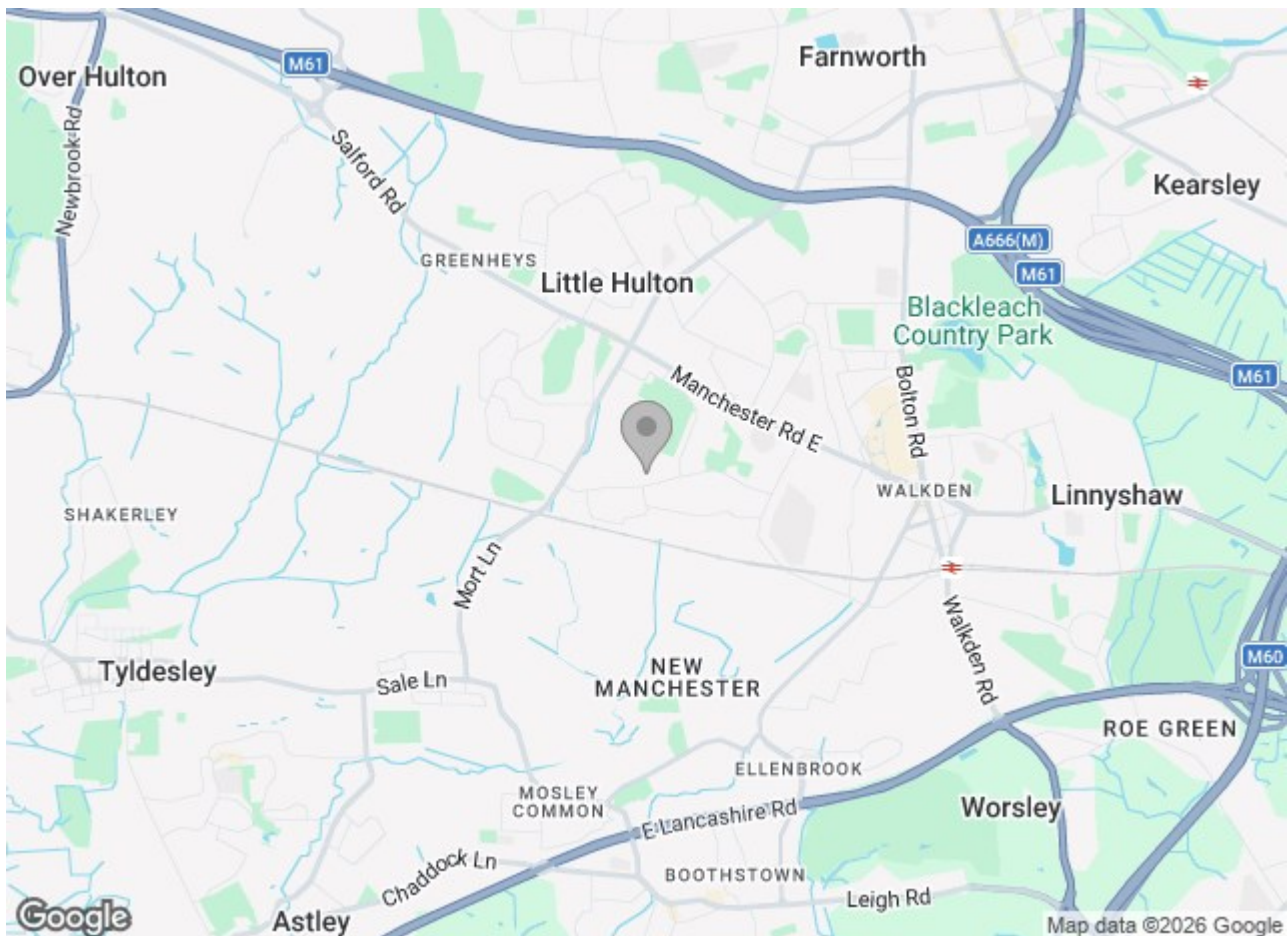 Over Hulton
M61
Farnworth
Newbrook Rd
Salford Rd
Kearsley
A666(M)
M61
GREENHEYS
Little Hulton
Blackleach
Country Park
M61
Manchester Rd E
Bolton Rd
WALKDEN
Linnyshaw
SHAKERLEY
Mort Ln
Walkden Rd
M60
Tyldesley
Sale Ln
NEW
MANCHESTER
ROE GREEN
ELLENBROOK
MOSLEY
COMMON
E Lancashire Rd
Worsley
Chaddock Ln
BOOTHSTOWN
Leigh Rd
Astley
Google
Map data ©2026 Google